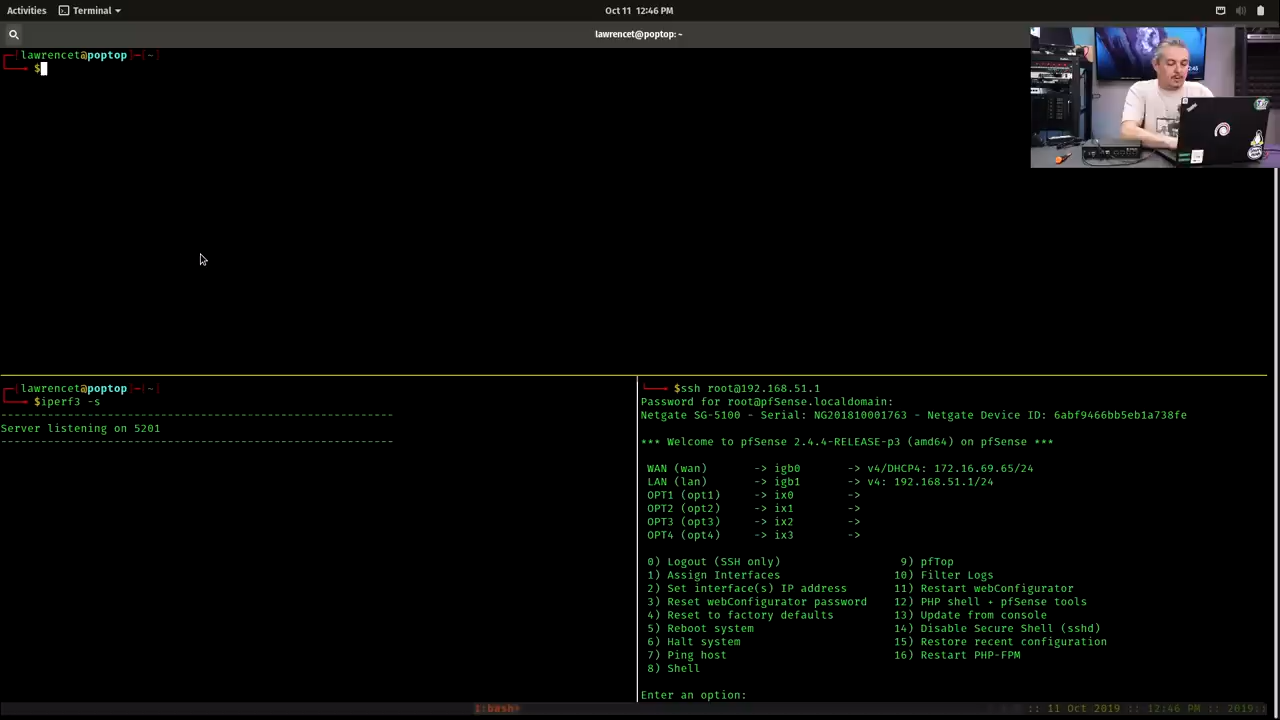 Activities Terminal Oct 11 12:46 PM
lawrencet@poptop:~
┌─[lawrencet@poptop]─[~]
└──╼ $
┌─[lawrencet@poptop]─[~]
└──╼ $iperf3 -s
-----------------------------------------------------------
Server listening on 5201
-----------------------------------------------------------
└──╼ $ssh root@192.168.51.1
Password for root@pfSense.localdomain:
Netgate SG-5100 - Serial: NG201810001763 - Netgate Device ID: 6abf9466bb5eb1a738fe
*** Welcome to pfSense 2.4.4-RELEASE-p3 (amd64) on pfSense ***
WAN (wan) -> igb0 -> v4/DHCP4: 172.16.69.65/24
LAN (lan) -> igb1 -> v4: 192.168.51.1/24
OPT1 (opt1) -> ix0 ->
OPT2 (opt2) -> ix1 ->
OPT3 (opt3) -> ix2 ->
OPT4 (opt4) -> ix3 ->
0) Logout (SSH only) 9) pfTop
1) Assign Interfaces 10) Filter Logs
2) Set interface(s) IP address 11) Restart webConfigurator
3) Reset webConfigurator password 12) PHP shell + pfSense tools
4) Reset to factory defaults 13) Update from console
5) Reboot system 14) Disable Secure Shell (sshd)
6) Halt system 15) Restore recent configuration
7) Ping host 16) Restart PHP-FPM
8) Shell
Enter an option:
1:bash* :: 11 Oct 2019 :: 12:46 PM :: 2019: